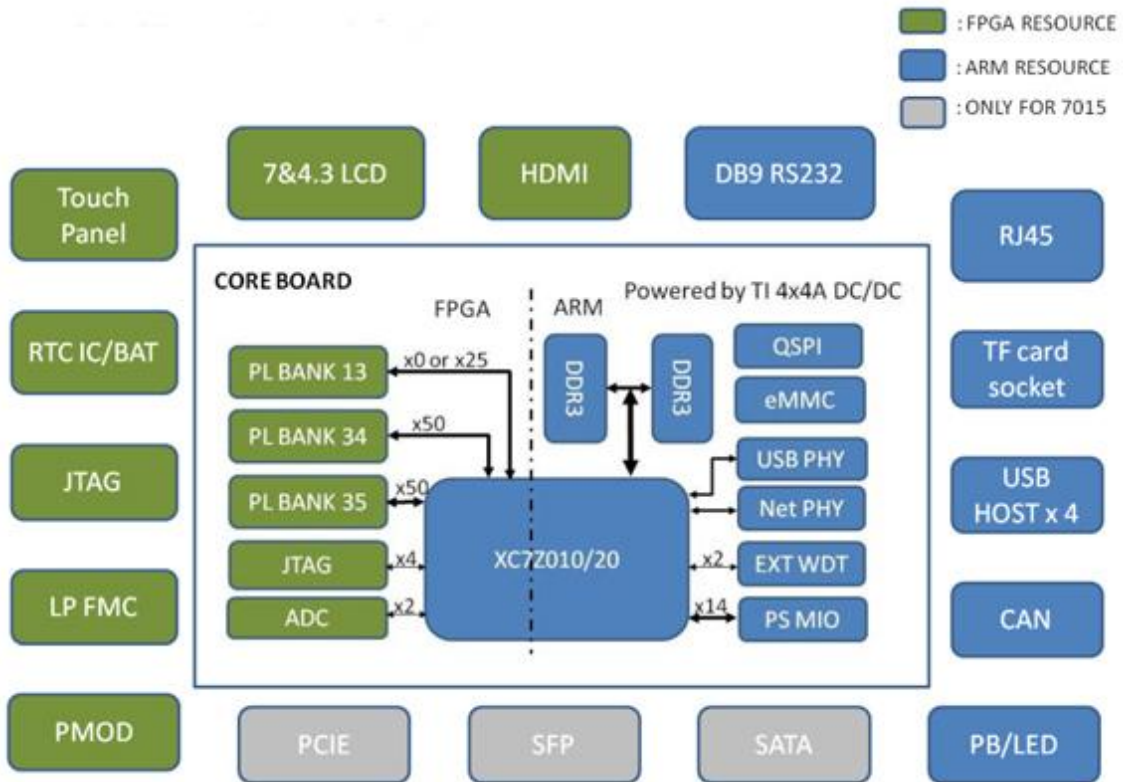 : FPGA RESOURCE
: ARM RESOURCE
: ONLY FOR 7015
7&4.3 LCD
HDMI
DB9 RS232
Touch
Panel
RJ45
CORE BOARD
Powered by TI 4x4A DC/DC
FPGA
ARM
RTC IC/BAT
PL BANK 13
x0 or x25
DDR3
DDR3
QSPI
TF card
socket
eMMC
PL BANK 34
x50
USB PHY
JTAG
PL BANK 35
x50
Net PHY
USB
HOST x 4
XC7Z010/20
JTAG
x4
x2
EXT WDT
LP FMC
ADC
x2
x14
PS MIO
CAN
PMOD
PCIE
SFP
SATA
PB/LED